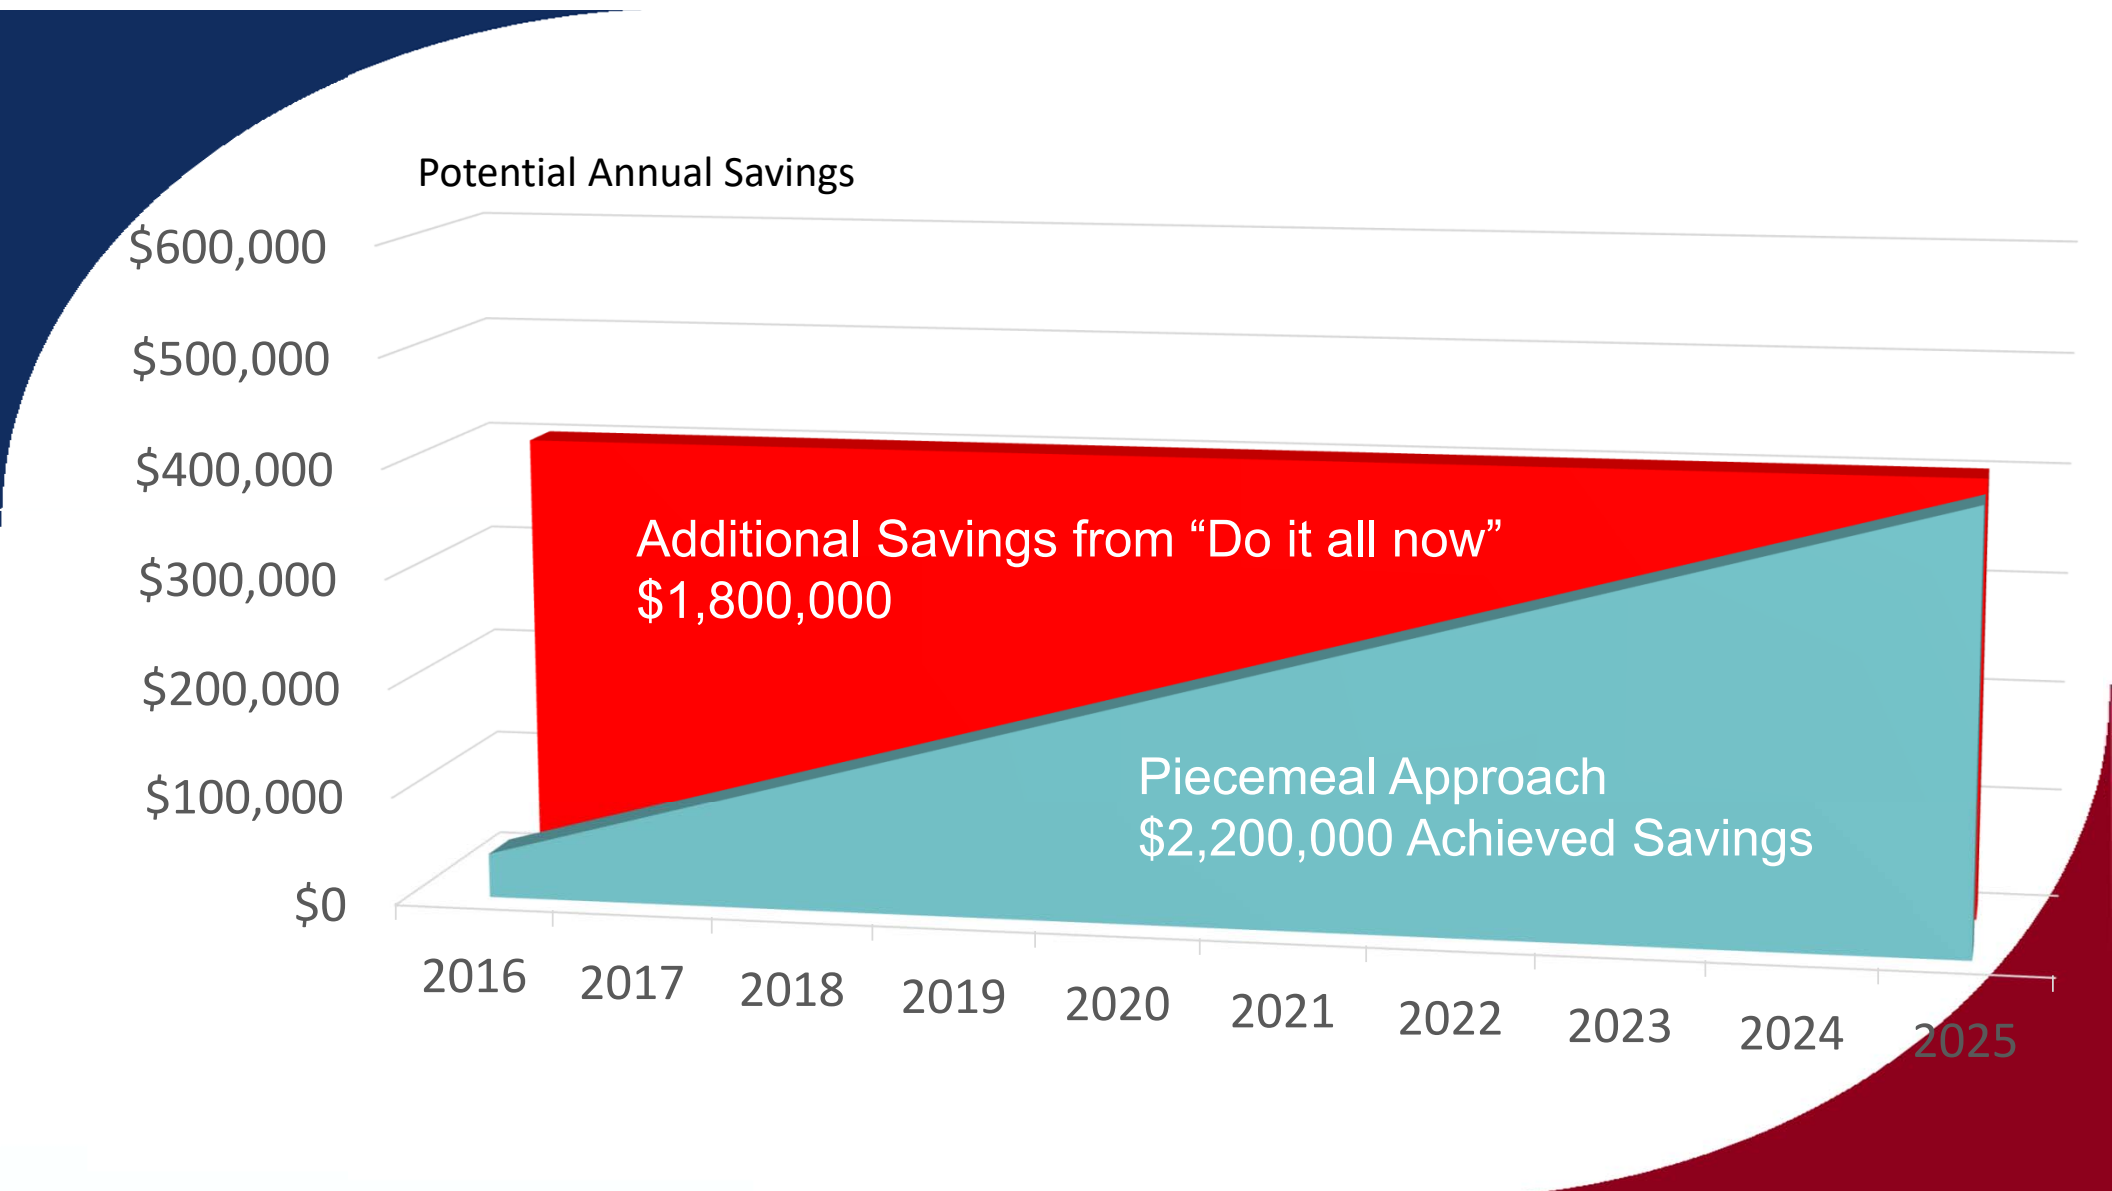 Potential Annual Savings
$600,000
$500,000
$400,000
$300,000
$200,000
$100,000
$0
Additional Savings from “Do it all now”
$1,800,000
Piecemeal Approach
$2,200,000 Achieved Savings
2016 2017 2018 2019 2020 2021 2022 2023 2024 2025